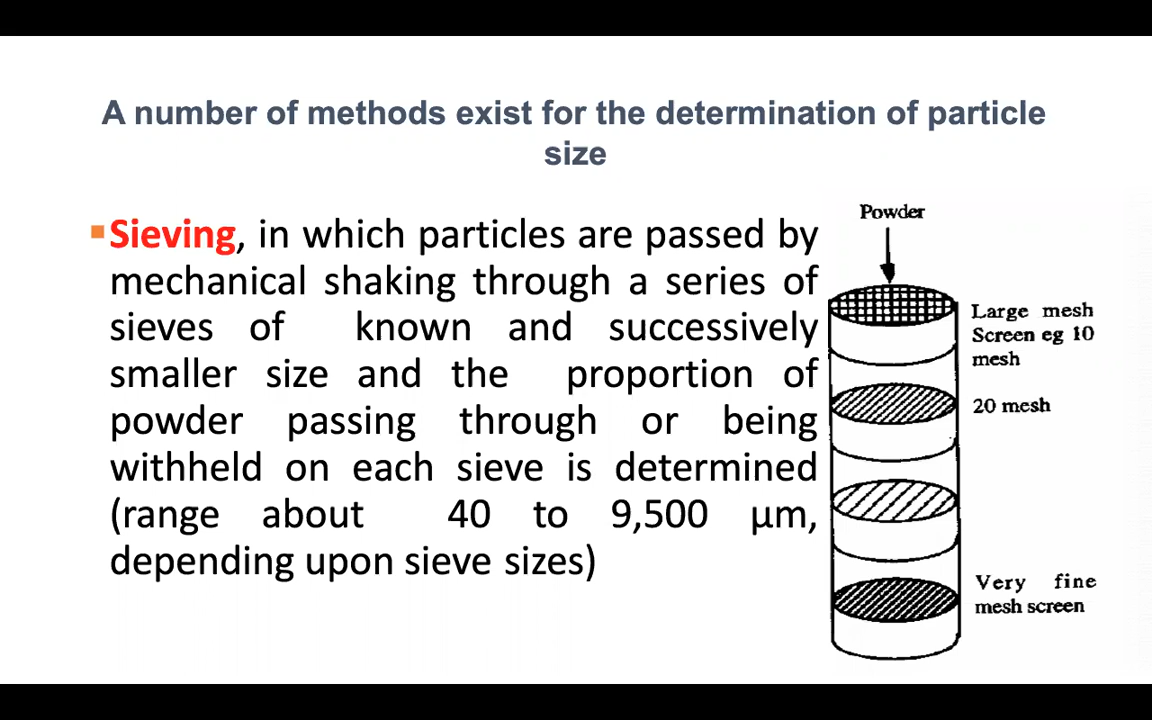 A number of methods exist for the determination of particle
size
▪Sieving, in which particles are passed by
mechanical shaking through a series of
sieves of known and successively
smaller size and the proportion of
powder passing through or being
withheld on each sieve is determined
(range about 40 to 9,500 μm,
depending upon sieve sizes)
Powder
Large mesh
Screen eg 10
mesh
20 mesh
Very fine
mesh screen